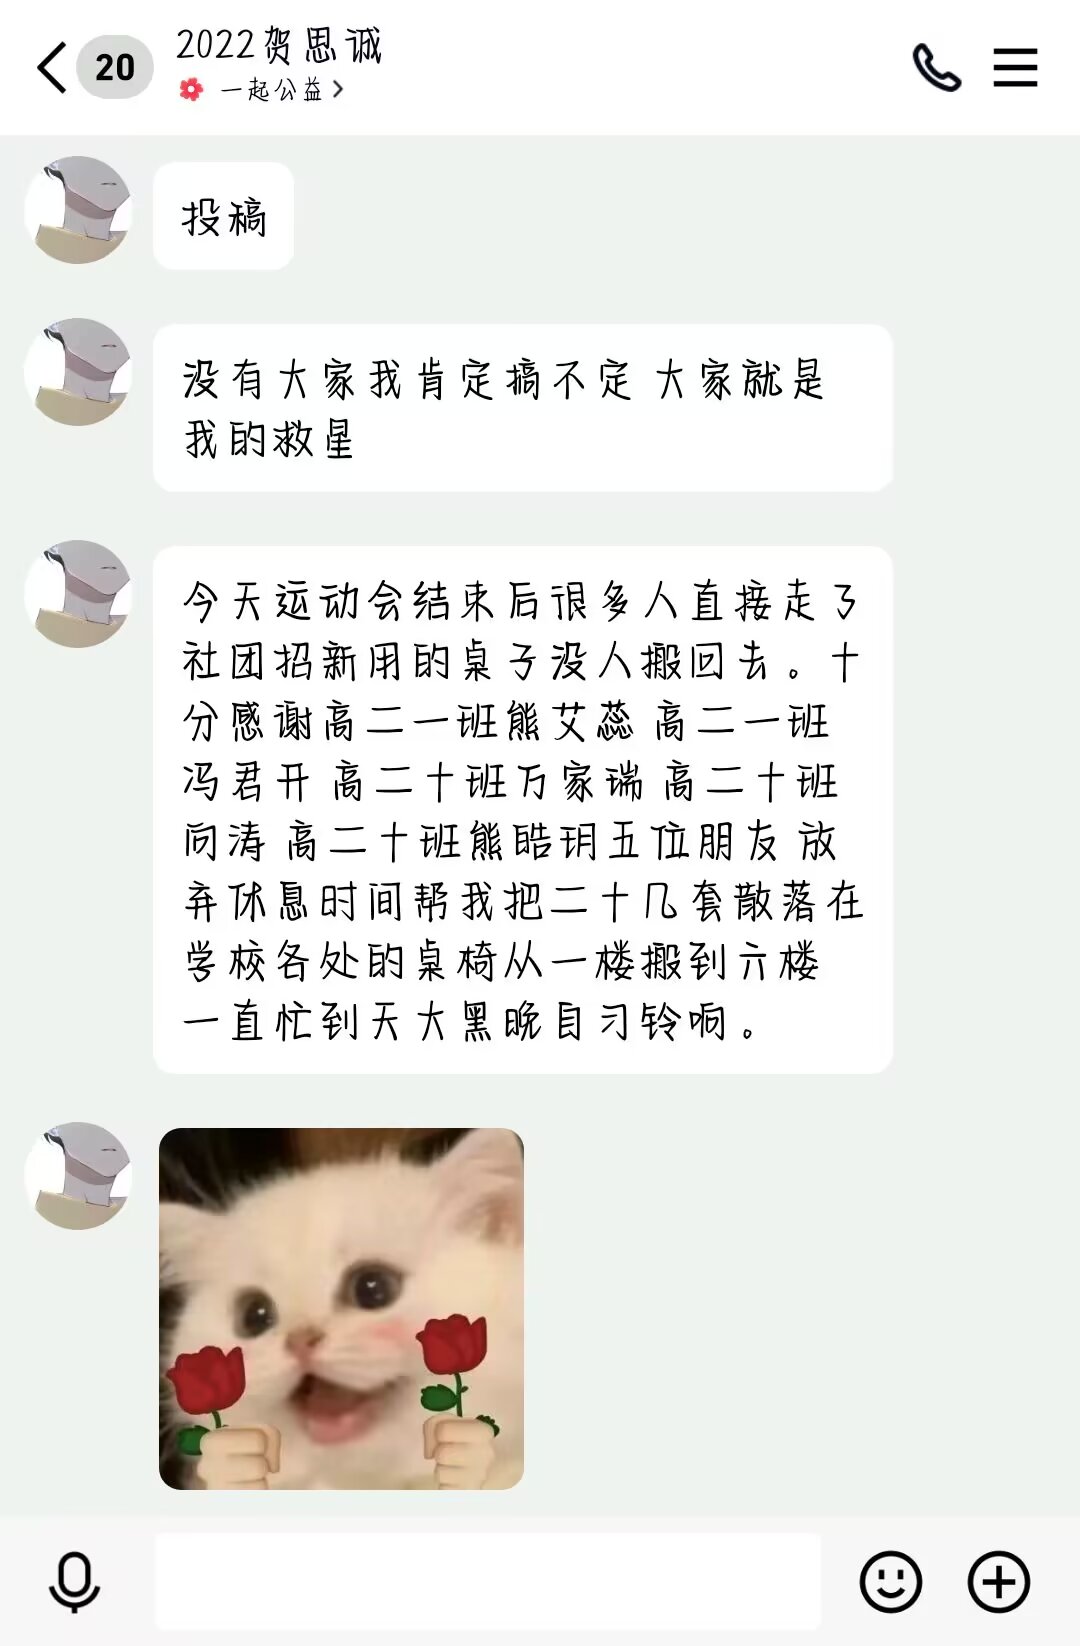 20
2022贺思诚
一起公益
投稿
没有大家我肯定搞不定 大家就是
我的救星
今天运动会结束后很多人直接走了
社团招新用的桌子没人搬回去。十
分感谢高二一班熊艾蕊 高二一班
冯君开 高二十班万家瑞 高二十班
向涛 高二十班熊皓玥五位朋友 放
弃休息时间帮我把二十几套散落在
学校各处的桌椅从一楼搬到六楼
一直忙到天大黑晚自习铃响。